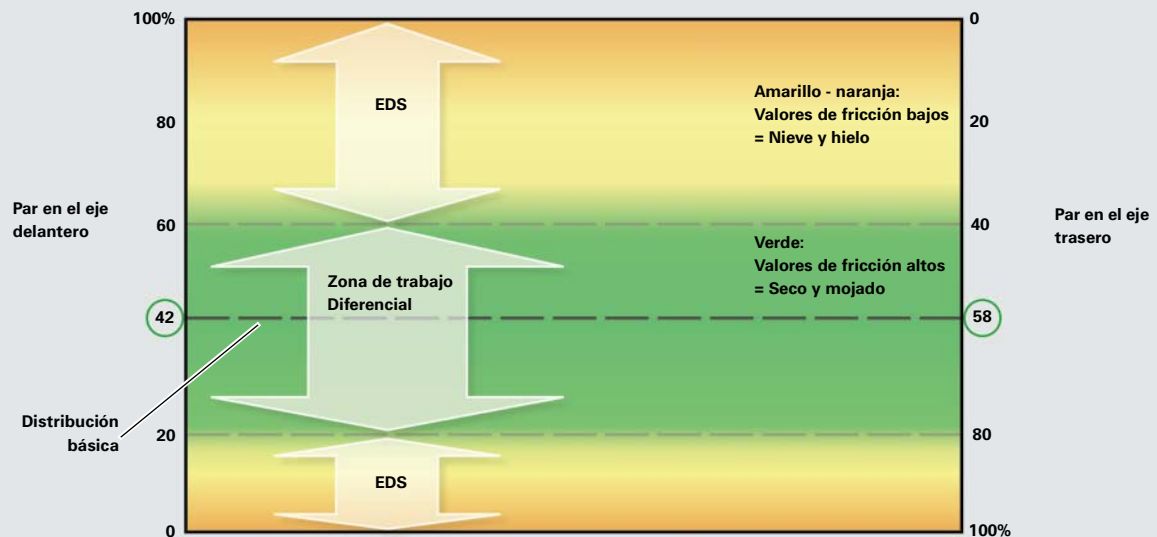 100%
0
EDS
Amarillo - naranja:
Valores de fricción bajos
= Nieve y hielo
80
20
Par en el eje
delantero
60
40
Par en el eje
trasero
Verde:
Valores de fricción altos
= Seco y mojado
Zona de trabajo
Diferencial
42
58
Distribución
básica
20
80
EDS
0
100%